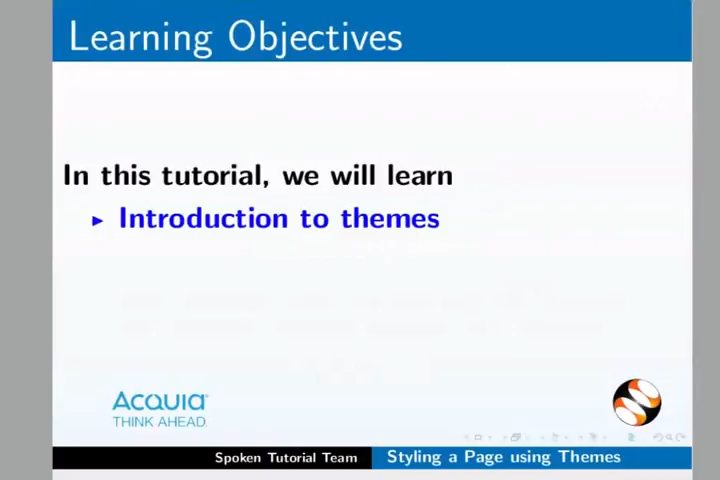 Learning Objectives
In this tutorial, we will learn
Introduction to themes
ACQUIA
THINK AHEAD.
Spoken Tutorial Team
Styling a Page using Themes